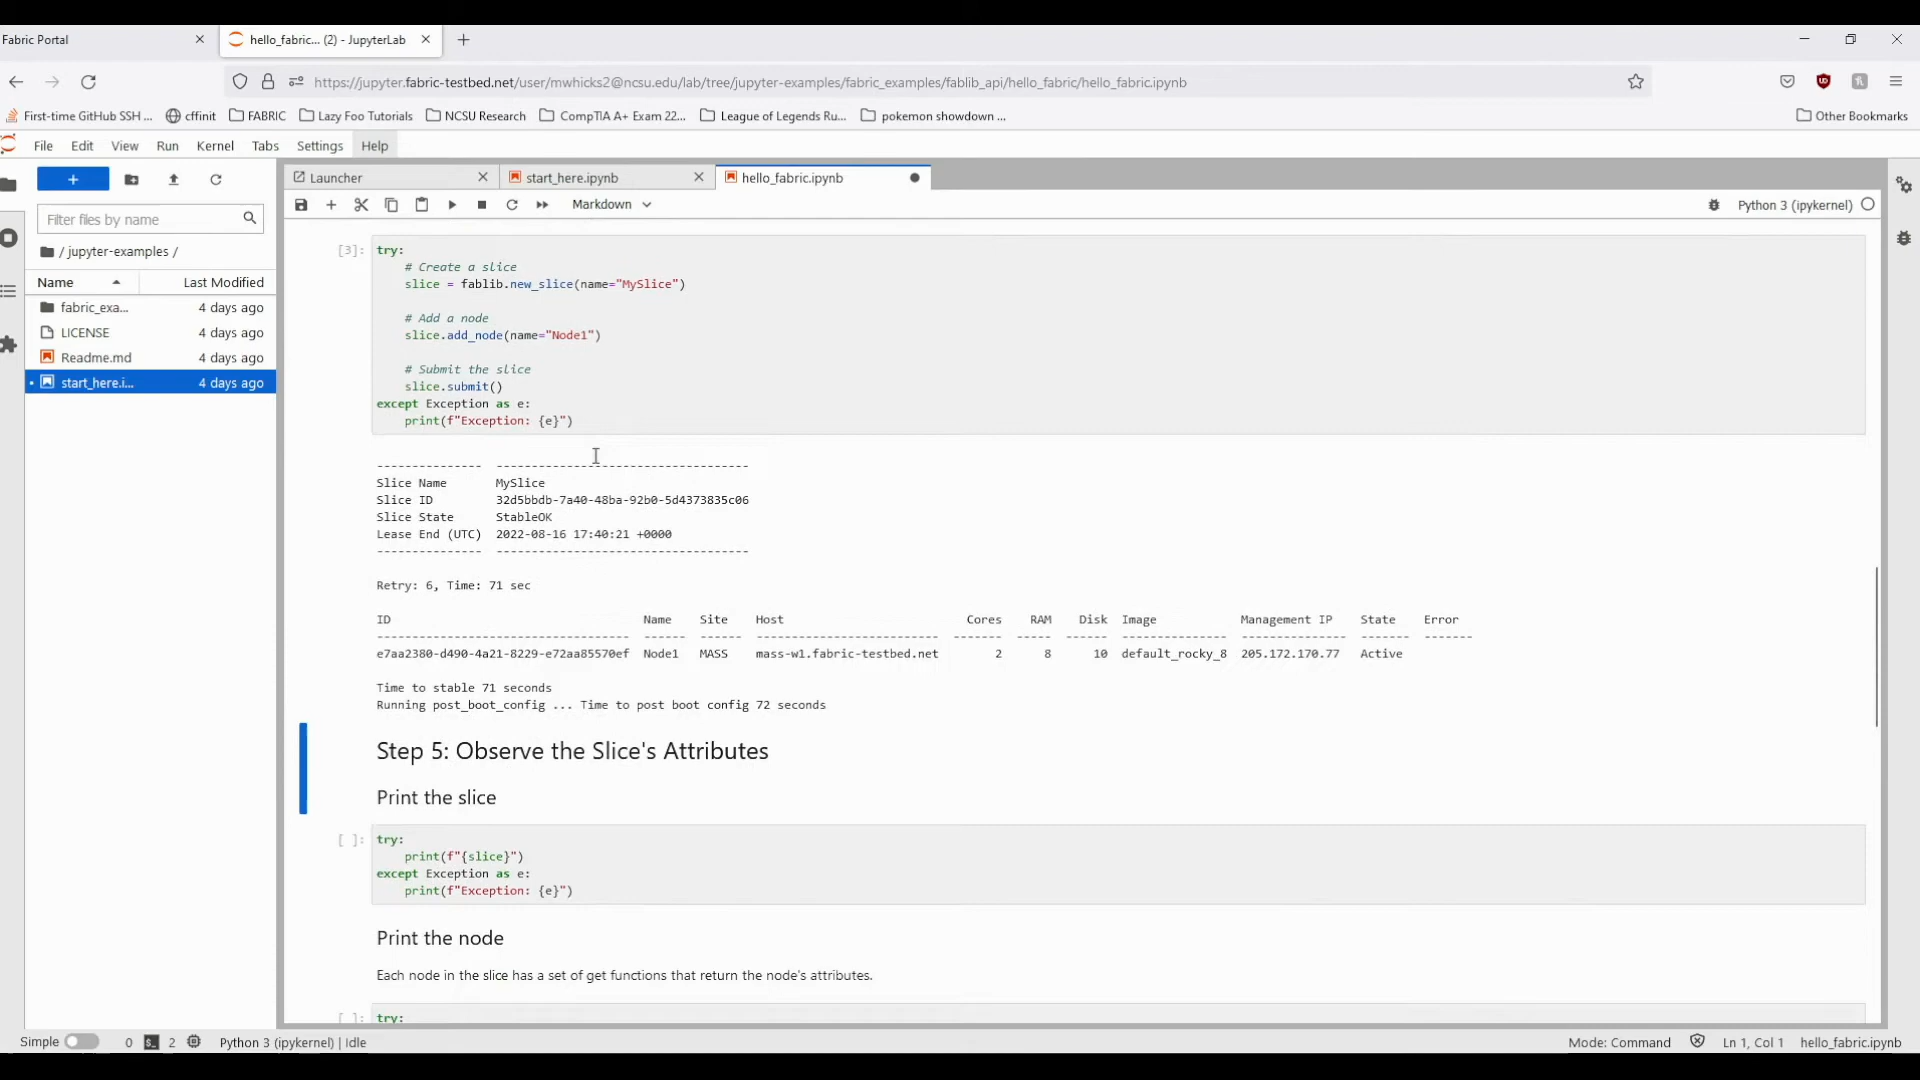 Fabric Portal
hello_fabric... (2) - JupyterLab
https://jupyter.fabric-testbed.net/user/mwhicks2@ncsu.edu/lab/tree/jupyter-examples/fabric_examples/fablib_api/hello_fabric/hello_fabric.ipynb
First-time GitHub SSH ... cffinit FABRIC Lazy Foo Tutorials NCSU Research CompTIA A+ Exam 22... League of Legends Ru... pokemon showdown ... Other Bookmarks
File Edit View Run Kernel Tabs Settings Help
Launcher start_here.ipynb hello_fabric.ipynb
Markdown Python 3 (ipykernel)
Filter files by name
/ jupyter-examples /
Name Last Modified
fabric_exa... 4 days ago
LICENSE 4 days ago
Readme.md 4 days ago
start_here.i... 4 days ago
[3]: try:
# Create a slice
slice = fablib.new_slice(name="MySlice")
# Add a node
slice.add_node(name="Node1")
# Submit the slice
slice.submit()
except Exception as e:
print(f"Exception: {e}")
--------------- ------------------------------------
Slice Name MySlice
Slice ID 32d5bbdb-7a40-48ba-92b0-5d4373835c06
Slice State StableOK
Lease End (UTC) 2022-08-16 17:40:21 +0000
--------------- ------------------------------------
Retry: 6, Time: 71 sec
ID Name Site Host Cores RAM Disk Image Management IP State Error
------------------------------------ ------ ------ -------------------------- ------- ----- ------ --------------- --------------- ------- -------
e7aa2380-d490-4a21-8229-e72aa85570ef Node1 MASS mass-w1.fabric-testbed.net 2 8 10 default_rocky_8 205.172.170.77 Active
Time to stable 71 seconds
Running post_boot_config ... Time to post boot config 72 seconds
Step 5: Observe the Slice's Attributes
Print the slice
[ ]: try:
print(f"{slice}")
except Exception as e:
print(f"Exception: {e}")
Print the node
Each node in the slice has a set of get functions that return the node's attributes.
[ ]: try:
Simple 0 2 Python 3 (ipykernel) | Idle Mode: Command Ln 1, Col 1 hello_fabric.ipynb